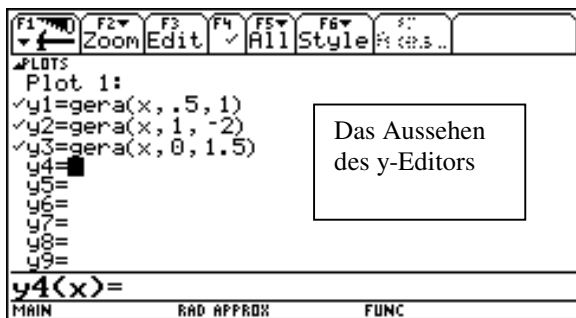 F1 F2 F3 F4 F5 F6
Zoom Edit ✓ All Style
PLOTS
Plot 1:
✓y1=gera(x,.5,1)
✓y2=gera(x,1,-2)
✓y3=gera(x,0,1.5)
y4=
y5=
y6=
y7=
y8=
y9=
y4(x)=
MAIN RAD APPROX FUNC
Das Aussehen
des y-Editors